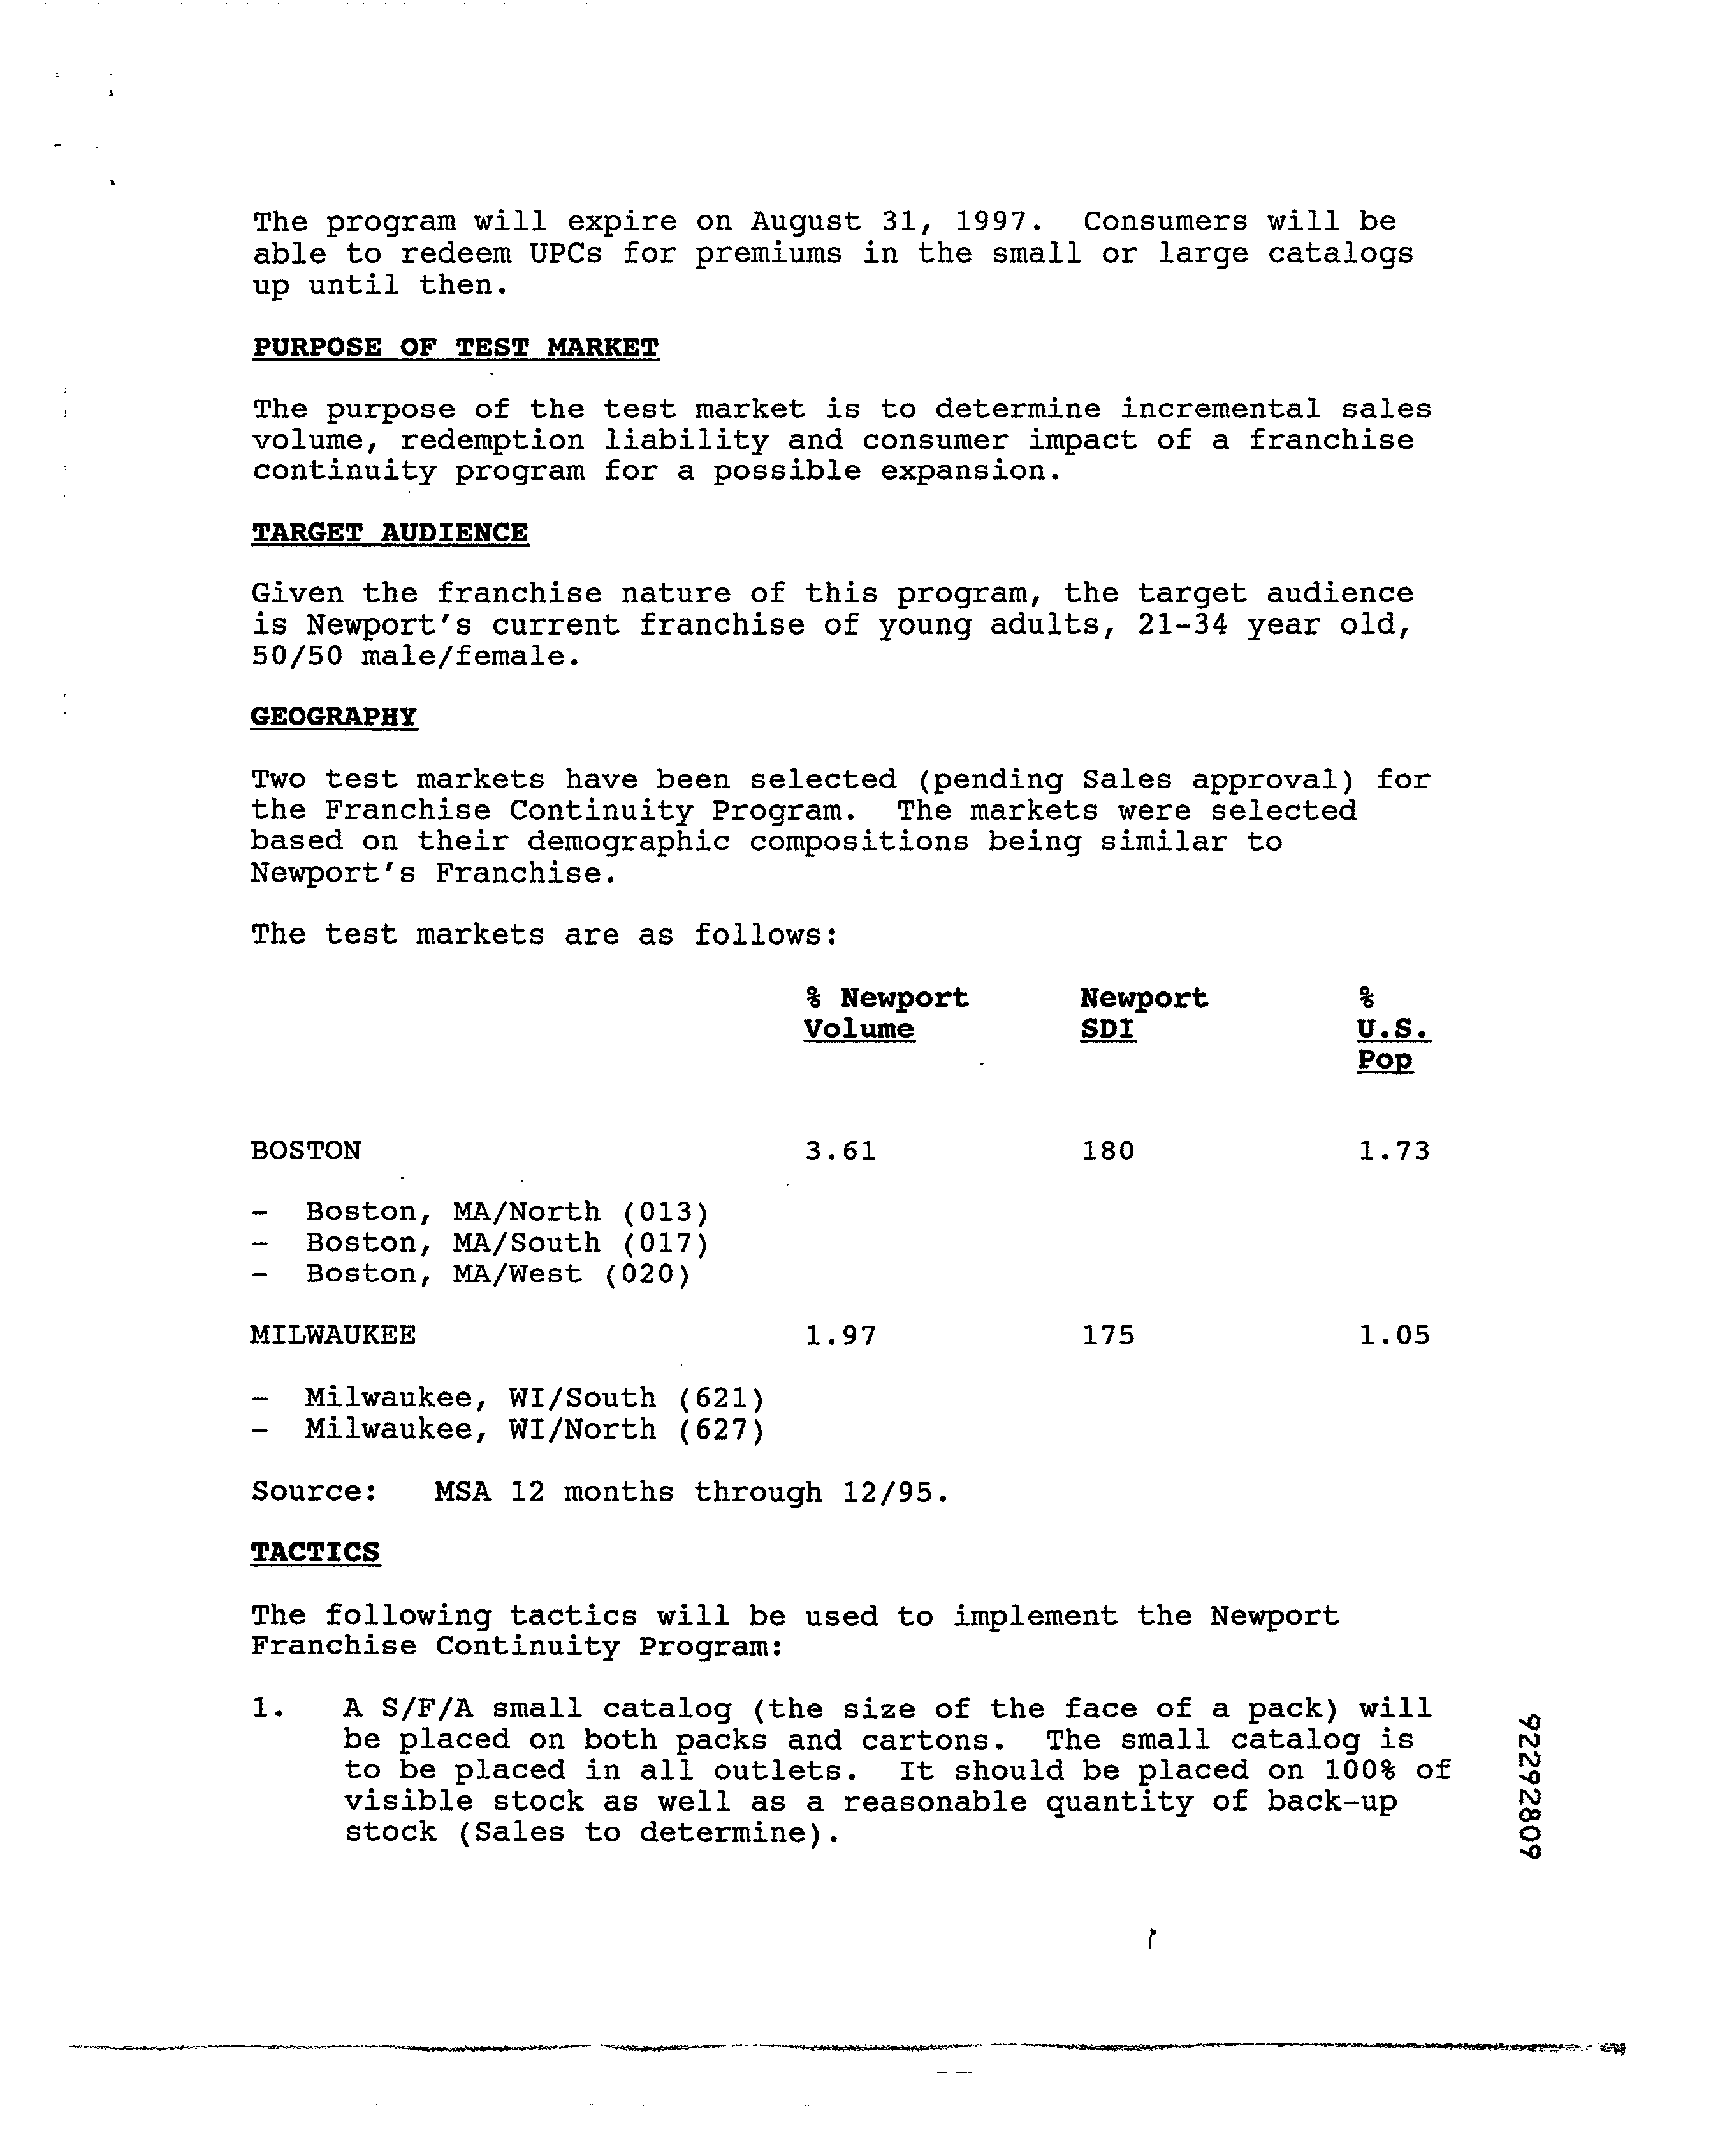 The program will expire on August 31, 1997. Consumers will be
able to redeem UPCs for premiums in the small or large catalogs
up until then.
PURPOSE OF TEST MARKET
The purpose of the test market is to determine incremental sales
volume, redemption liability and consumer impact of a franchise
continuity program for a possible expansion.
TARGET AUDIENCE
Given the franchise nature of this program, the target audience
is Newport's current franchise of young adults, 21-34 year old,
50/50 male/female.
GEOGRAPHY
Two test markets have been selected (pending Sales approval) for
the Franchise Continuity Program. The markets were selected
based on their demographic compositions being similar to
Newport's Franchise.
The test markets are as follows:
% Newport Newport %
Volume SDI U.S.
Pop
BOSTON 3.61 180 1.73
- Boston, MA/North (013)
- Boston, MA/South (017)
- Boston, MA/West (020)
MILWAUKEE 1.97 175 1.05
- Milwaukee, WI/South (621)
- Milwaukee, WI/North (627)
Source: MSA 12 months through 12/95.
TACTICS
The following tactics will be used to implement the Newport
Franchise Continuity Program:
1. A S/F/A small catalog (the size of the face of a pack) will
be placed on both packs and cartons. The small catalog is
to be placed in all outlets. It should be placed on 100% of
visible stock as well as a reasonable quantity of back-up
stock (Sales to determine).
92292809